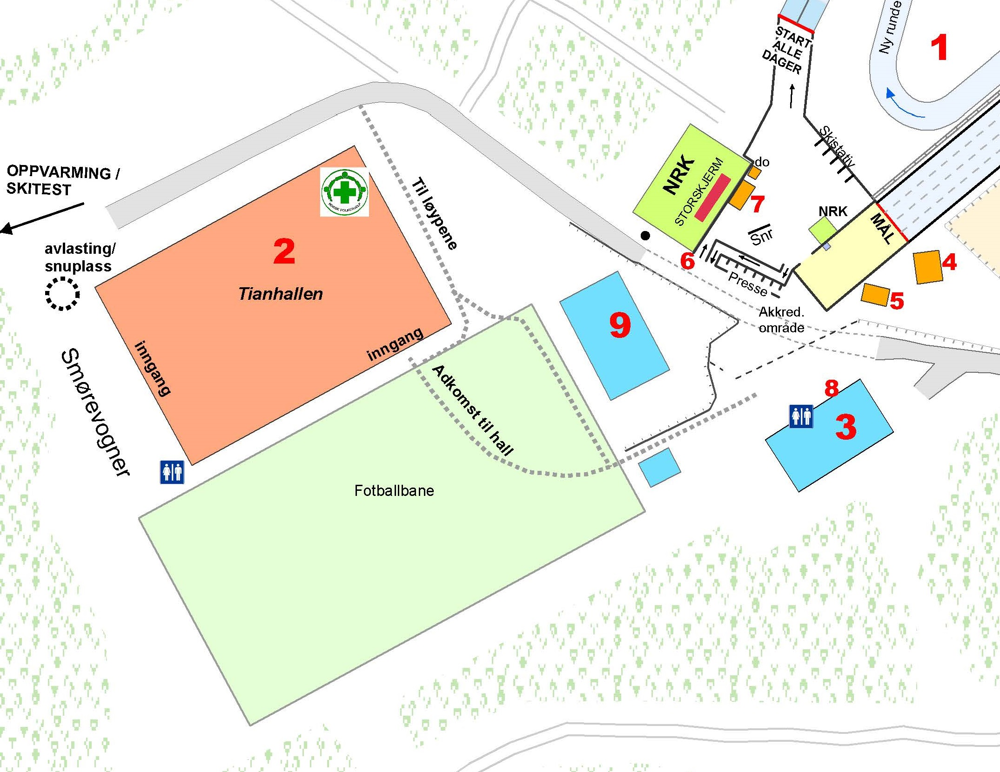 Ny runde
1
START
ALLE
DAGER
Skistativ
do
NRK
STORSKJERM
7
NRK
MÅL
Snr
6
Presse
4
5
Akkred.
område
OPPVARMING /
SKITEST
NORSK FOLKEHJELP
Til løypene
avlasting/
snuplass
2
Tianhallen
9
inngang
inngang
Smørevogner
Adkomst til hall
8
3
Fotballbane